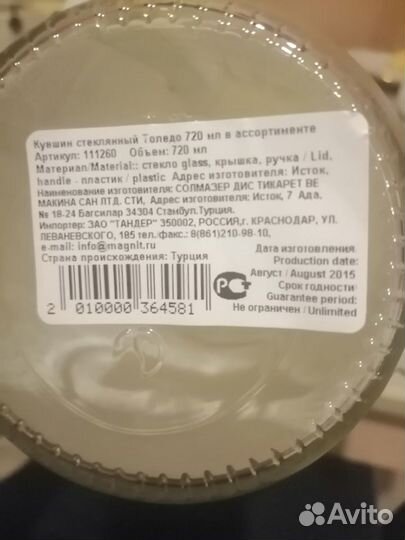 Кувшин стеклянный Толедо 720 мл в ассортименте
Артикул: 111260 Объем: 720 мл
Материал/Material:: стекло glass, крышка, ручка / Lid,
handle - пластик / plastic Адрес изготовителя: Исток,
Наименование изготовителя: СОЛМАЗЕР ДИС ТИКАРЕТ ВЕ
МАКИНА САН ЛТД. СТИ, Адрес изготовителя: Исток, 7 Ада.
№ 18-24 Багсилар 34304 Стамбул.Турция.
Импортер: ЗАО "ТАНДЕР" 350002, РОССИЯ,г. КРАСНОДАР, УЛ.
ЛЕВАНЕВСКОГО, 185 тел./факс.: 8(861)210-98-10,
e-mail: info@magnit.ru
Страна происхождения: Турция
Дата изготовления
Production date:
Август / August 2015
Срок годности:
Guarantee period:
Не ограничен / Unlimited
РСТ
2 010000 364581
Avito